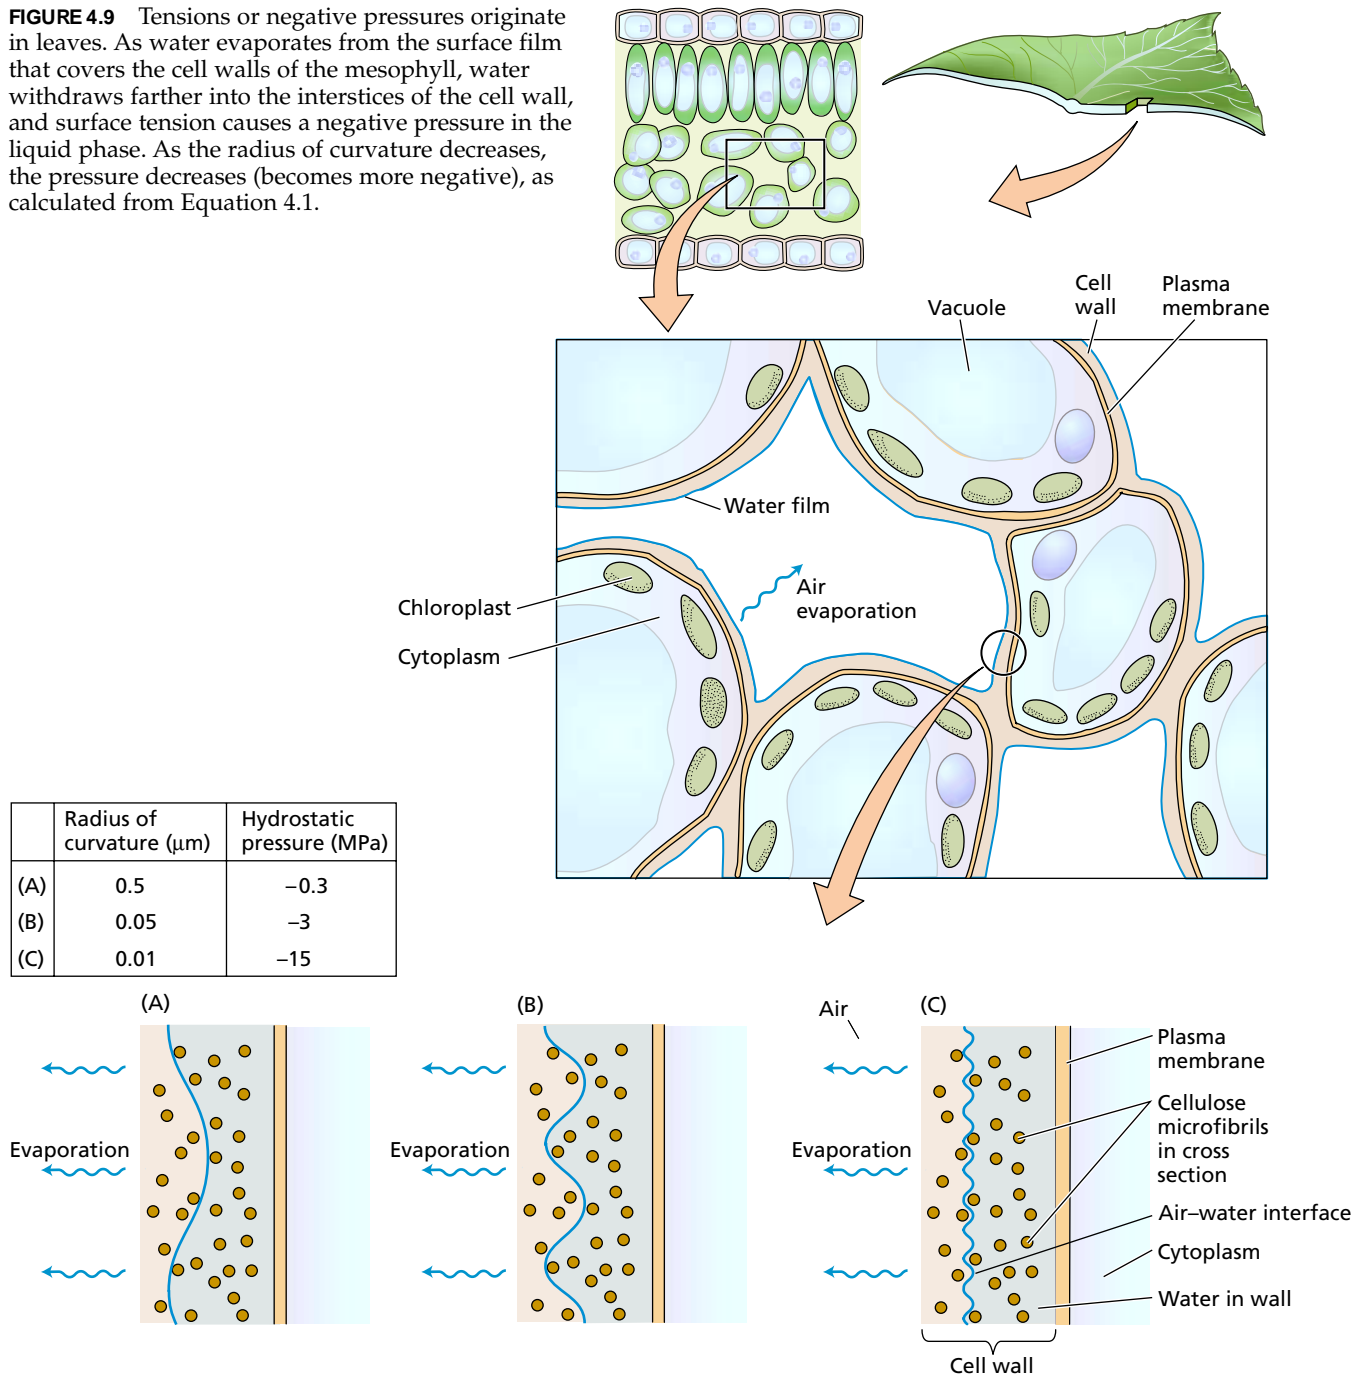 FIGURE 4.9 Tensions or negative pressures originate
in leaves. As water evaporates from the surface film
that covers the cell walls of the mesophyll, water
withdraws farther into the interstices of the cell wall,
and surface tension causes a negative pressure in the
liquid phase. As the radius of curvature decreases,
the pressure decreases (becomes more negative), as
calculated from Equation 4.1.
Vacuole
Cell
wall
Plasma
membrane
Water film
Air
evaporation
Chloroplast
Cytoplasm
Radius of
curvature (μm)
Hydrostatic
pressure (MPa)
(A) 0.5 –0.3
(B) 0.05 –3
(C) 0.01 –15
(A)
Evaporation
(B)
Evaporation
Air
(C)
Evaporation
Plasma
membrane
Cellulose
microfibrils
in cross
section
Air–water interface
Cytoplasm
Water in wall
Cell wall